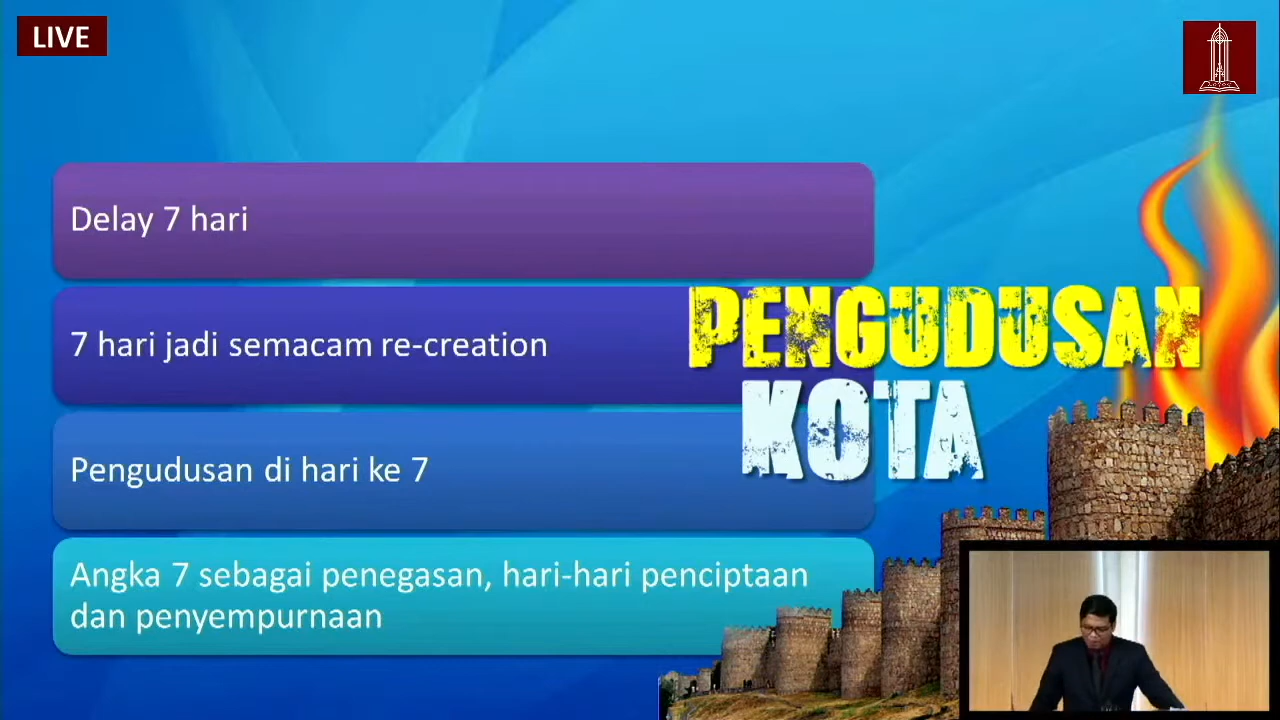 LIVE
Delay 7 hari
7 hari jadi semacam re-creation
PENGUDUSAN
KOTA
Pengudusan di hari ke 7
Angka 7 sebagai penegasan, hari-hari penciptaan
dan penyempurnaan